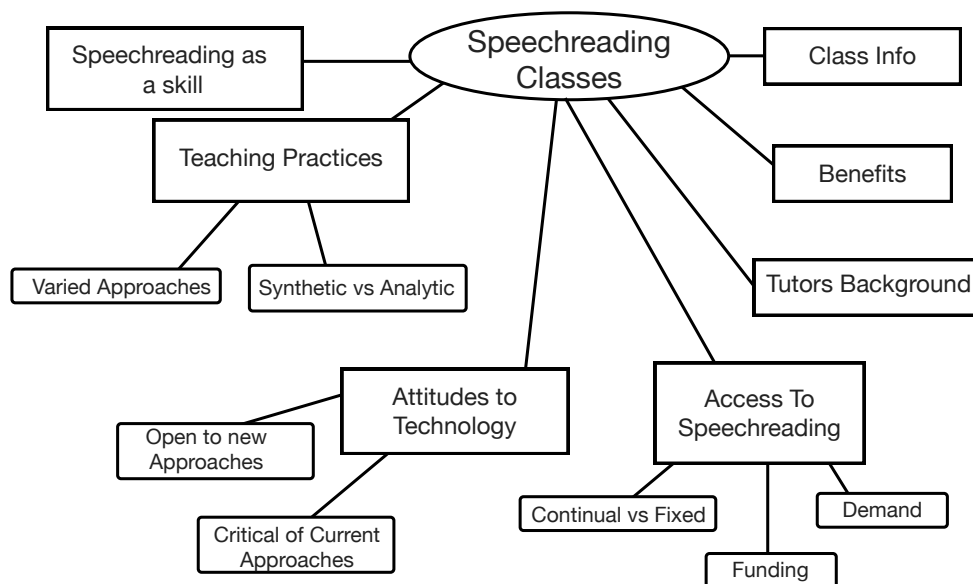 Speechreading
Classes
Speechreading as
a skill
Class Info
Teaching Practices
Benefits
Varied Approaches
Synthetic vs Analytic
Tutors Background
Attitudes to
Technology
Access To
Speechreading
Open to new
Approaches
Critical of Current
Approaches
Continual vs Fixed
Demand
Funding